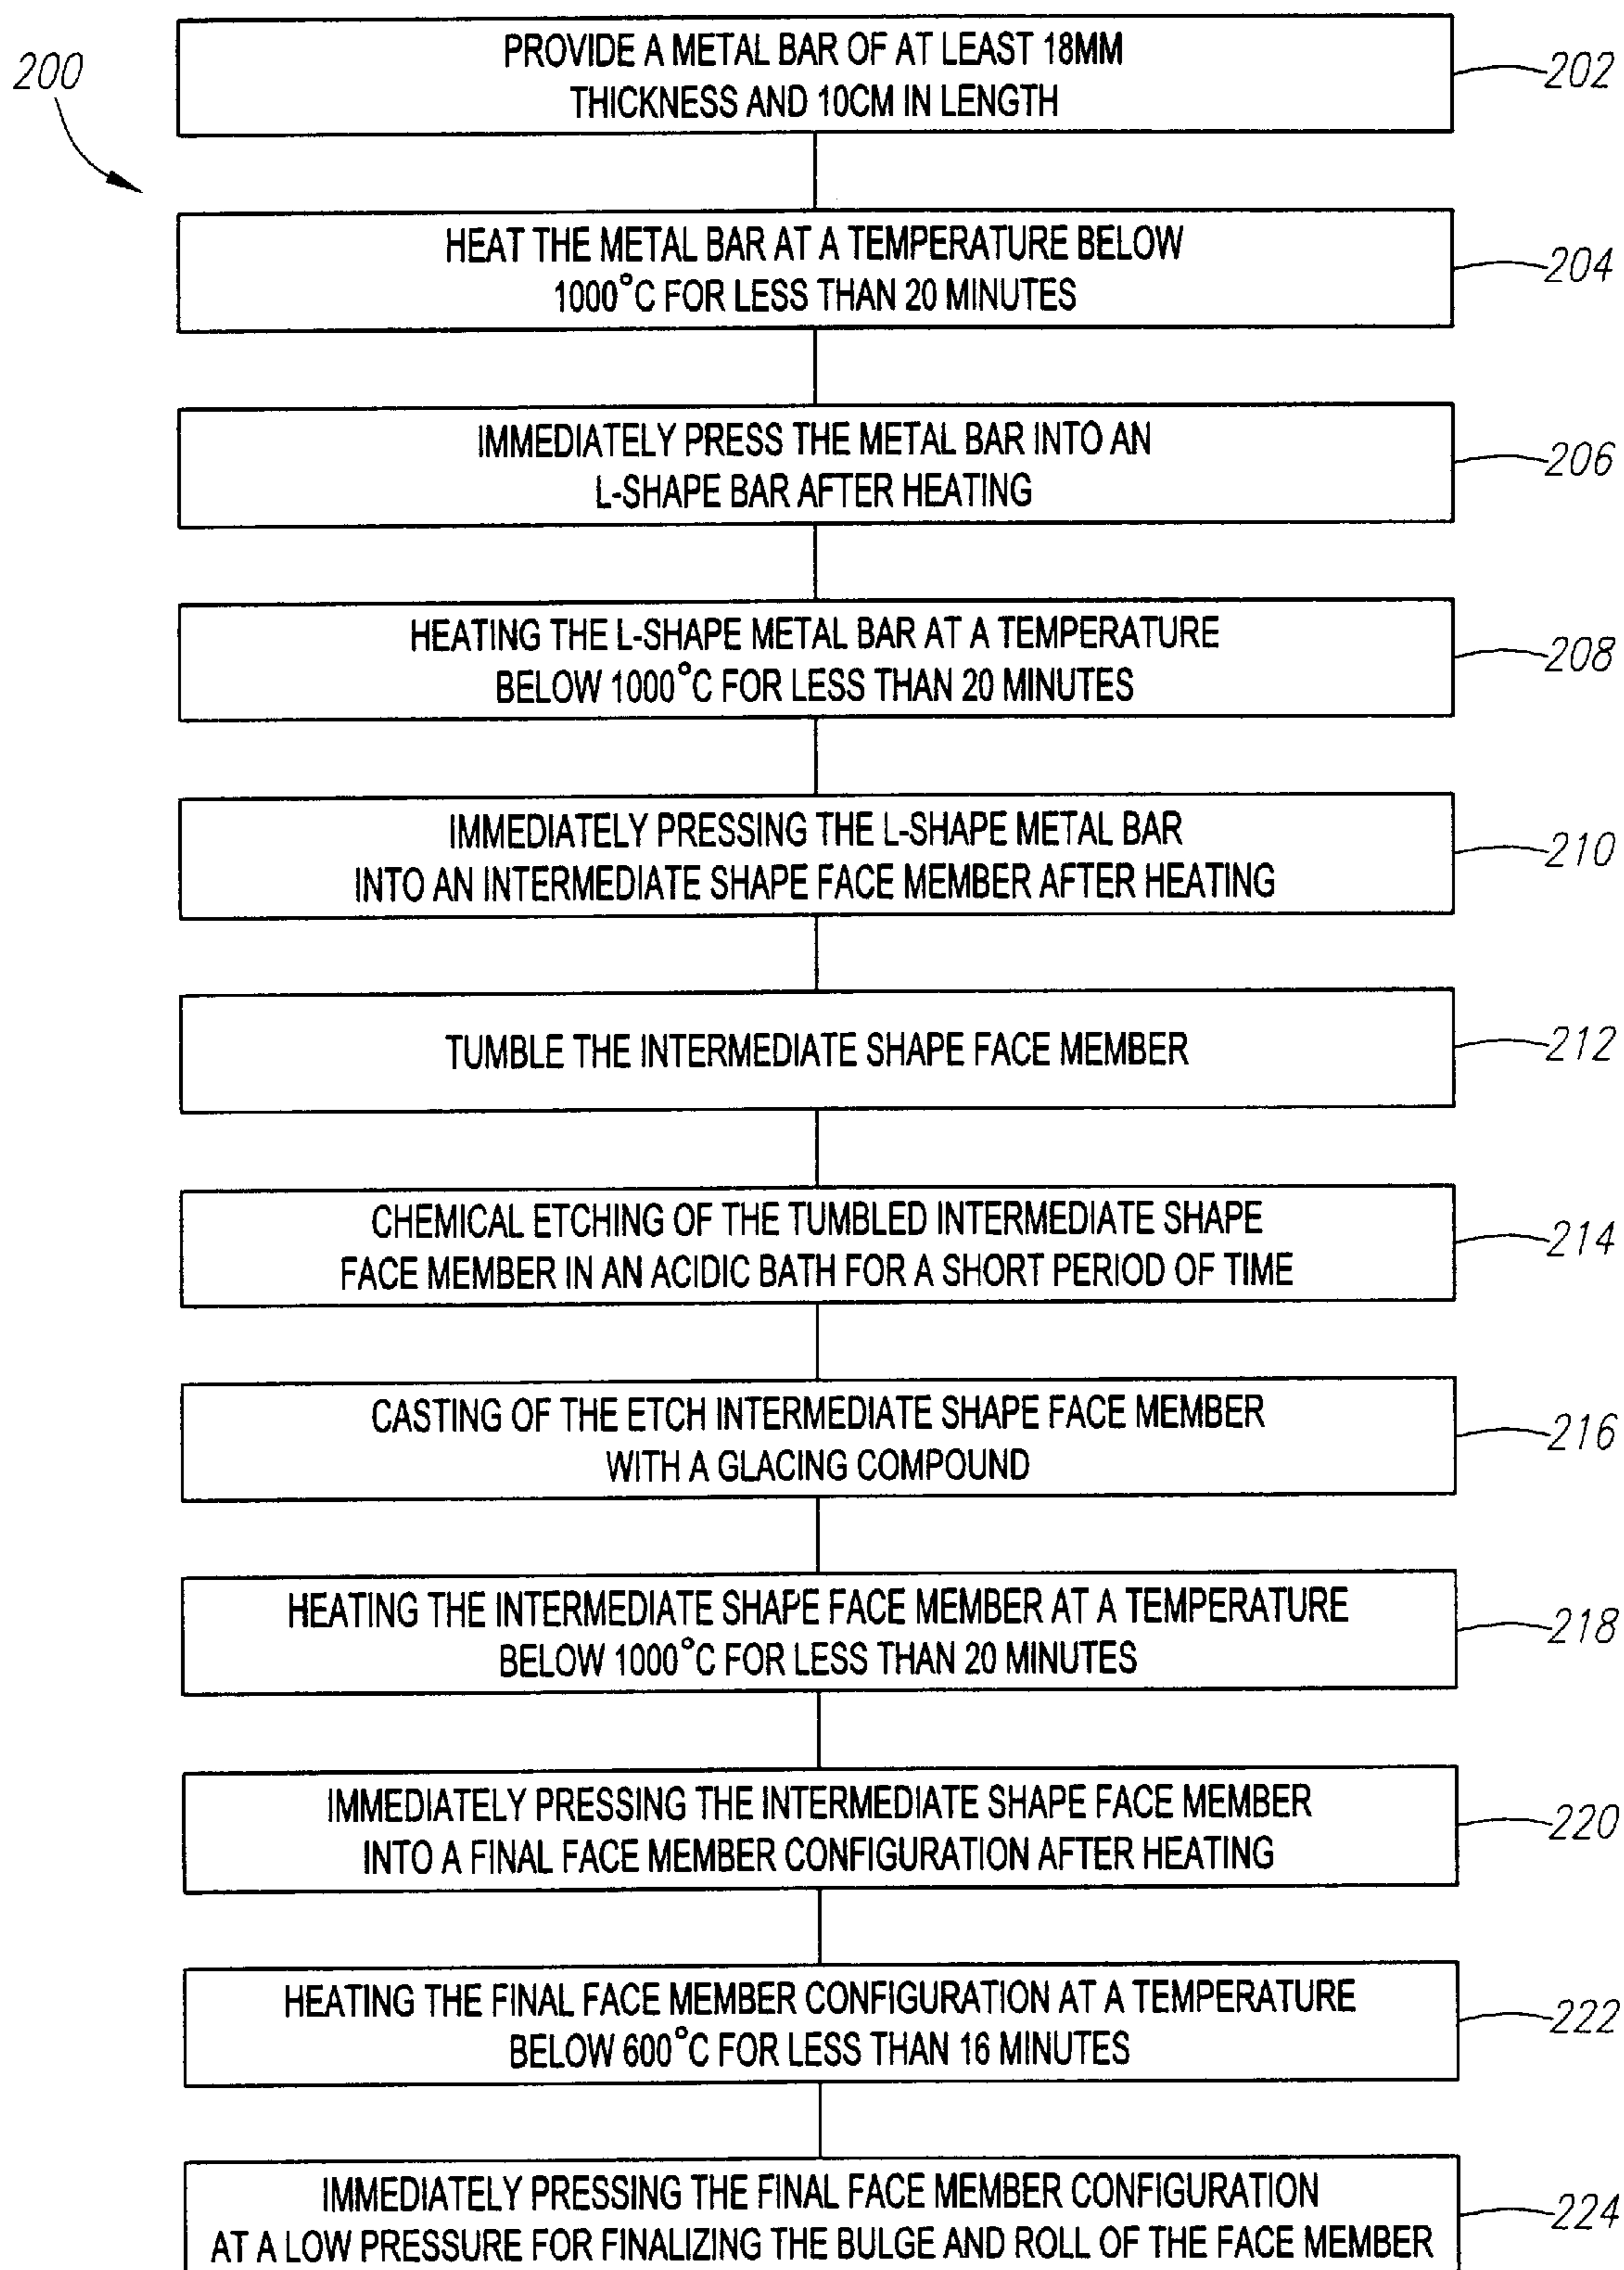 200
PROVIDE A METAL BAR OF AT LEAST 18MM
THICKNESS AND 10CM IN LENGTH
202
HEAT THE METAL BAR AT A TEMPERATURE BELOW
1000°C FOR LESS THAN 20 MINUTES
204
IMMEDIATELY PRESS THE METAL BAR INTO AN
L-SHAPE BAR AFTER HEATING
206
HEATING THE L-SHAPE METAL BAR AT A TEMPERATURE
BELOW 1000°C FOR LESS THAN 20 MINUTES
208
IMMEDIATELY PRESSING THE L-SHAPE METAL BAR
INTO AN INTERMEDIATE SHAPE FACE MEMBER AFTER HEATING
210
TUMBLE THE INTERMEDIATE SHAPE FACE MEMBER
212
CHEMICAL ETCHING OF THE TUMBLED INTERMEDIATE SHAPE
FACE MEMBER IN AN ACIDIC BATH FOR A SHORT PERIOD OF TIME
214
CASTING OF THE ETCH INTERMEDIATE SHAPE FACE MEMBER
WITH A GLACING COMPOUND
216
HEATING THE INTERMEDIATE SHAPE FACE MEMBER AT A TEMPERATURE
BELOW 1000°C FOR LESS THAN 20 MINUTES
218
IMMEDIATELY PRESSING THE INTERMEDIATE SHAPE FACE MEMBER
INTO A FINAL FACE MEMBER CONFIGURATION AFTER HEATING
220
HEATING THE FINAL FACE MEMBER CONFIGURATION AT A TEMPERATURE
BELOW 600°C FOR LESS THAN 16 MINUTES
222
IMMEDIATELY PRESSING THE FINAL FACE MEMBER CONFIGURATION
AT A LOW PRESSURE FOR FINALIZING THE BULGE AND ROLL OF THE FACE MEMBER
224